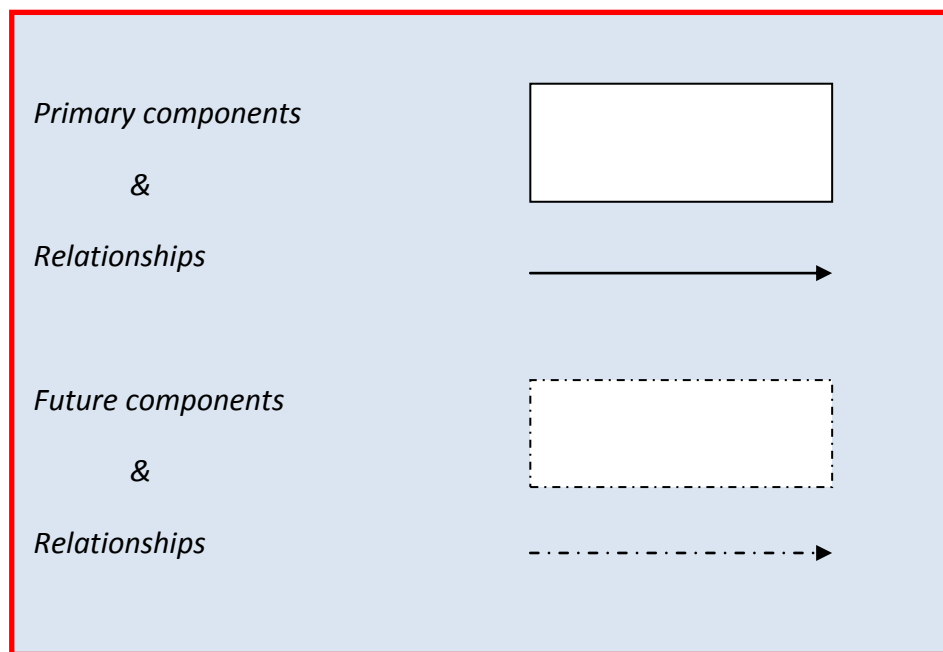 Primary components
&
Relationships
Future components
&
Relationships